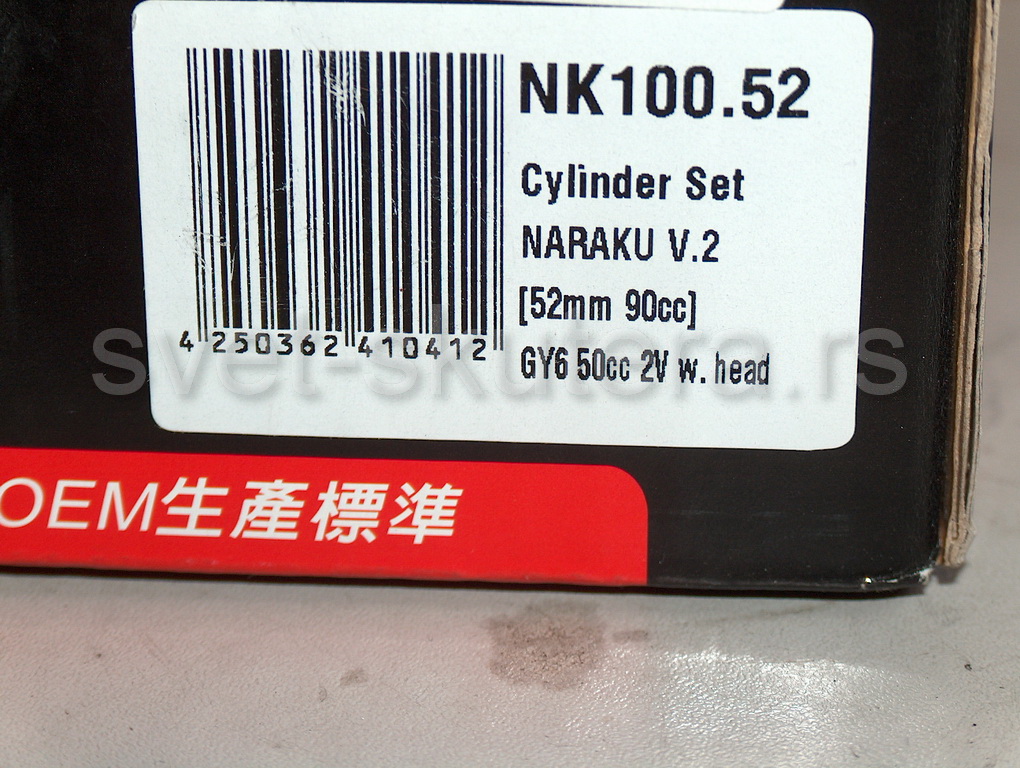 NK100.52
Cylinder Set
NARAKU V.2
[52mm 90cc]
GY6 50cc 2V w. head
4 250362 410412
svet-skutera.rs
OEM生產標準